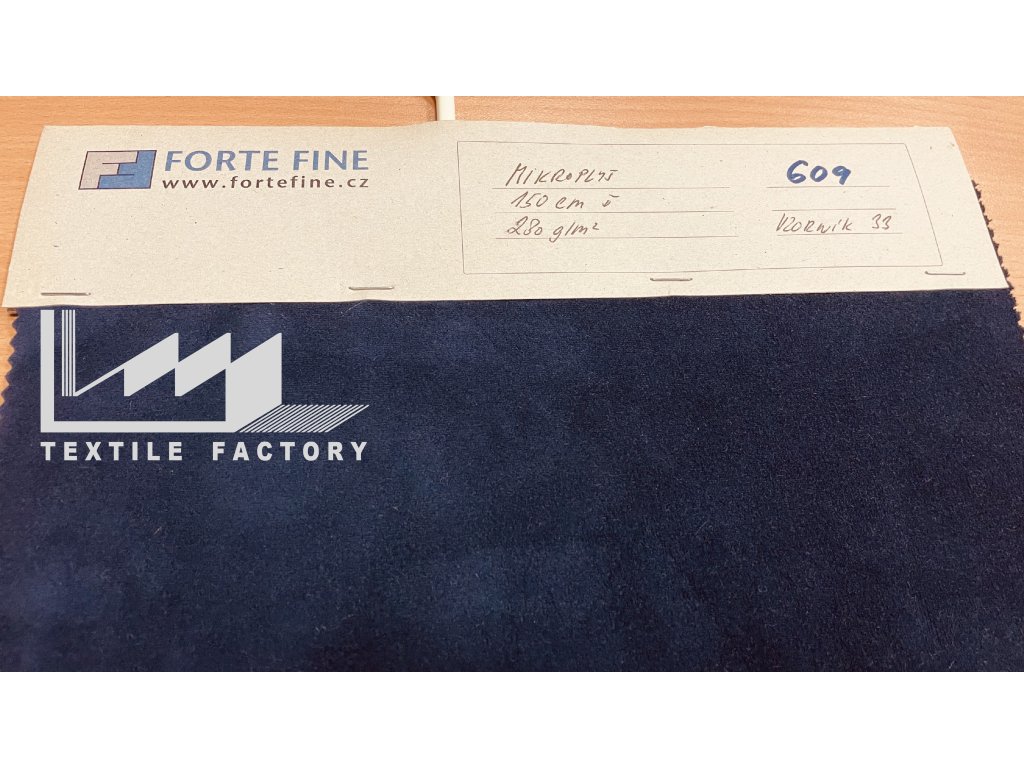 FORTE FINE
www.fortefine.cz
MIKROPLYŠ
150 cm š
280 g/m²
609
VZORNÍK 33
TEXTILE FACTORY